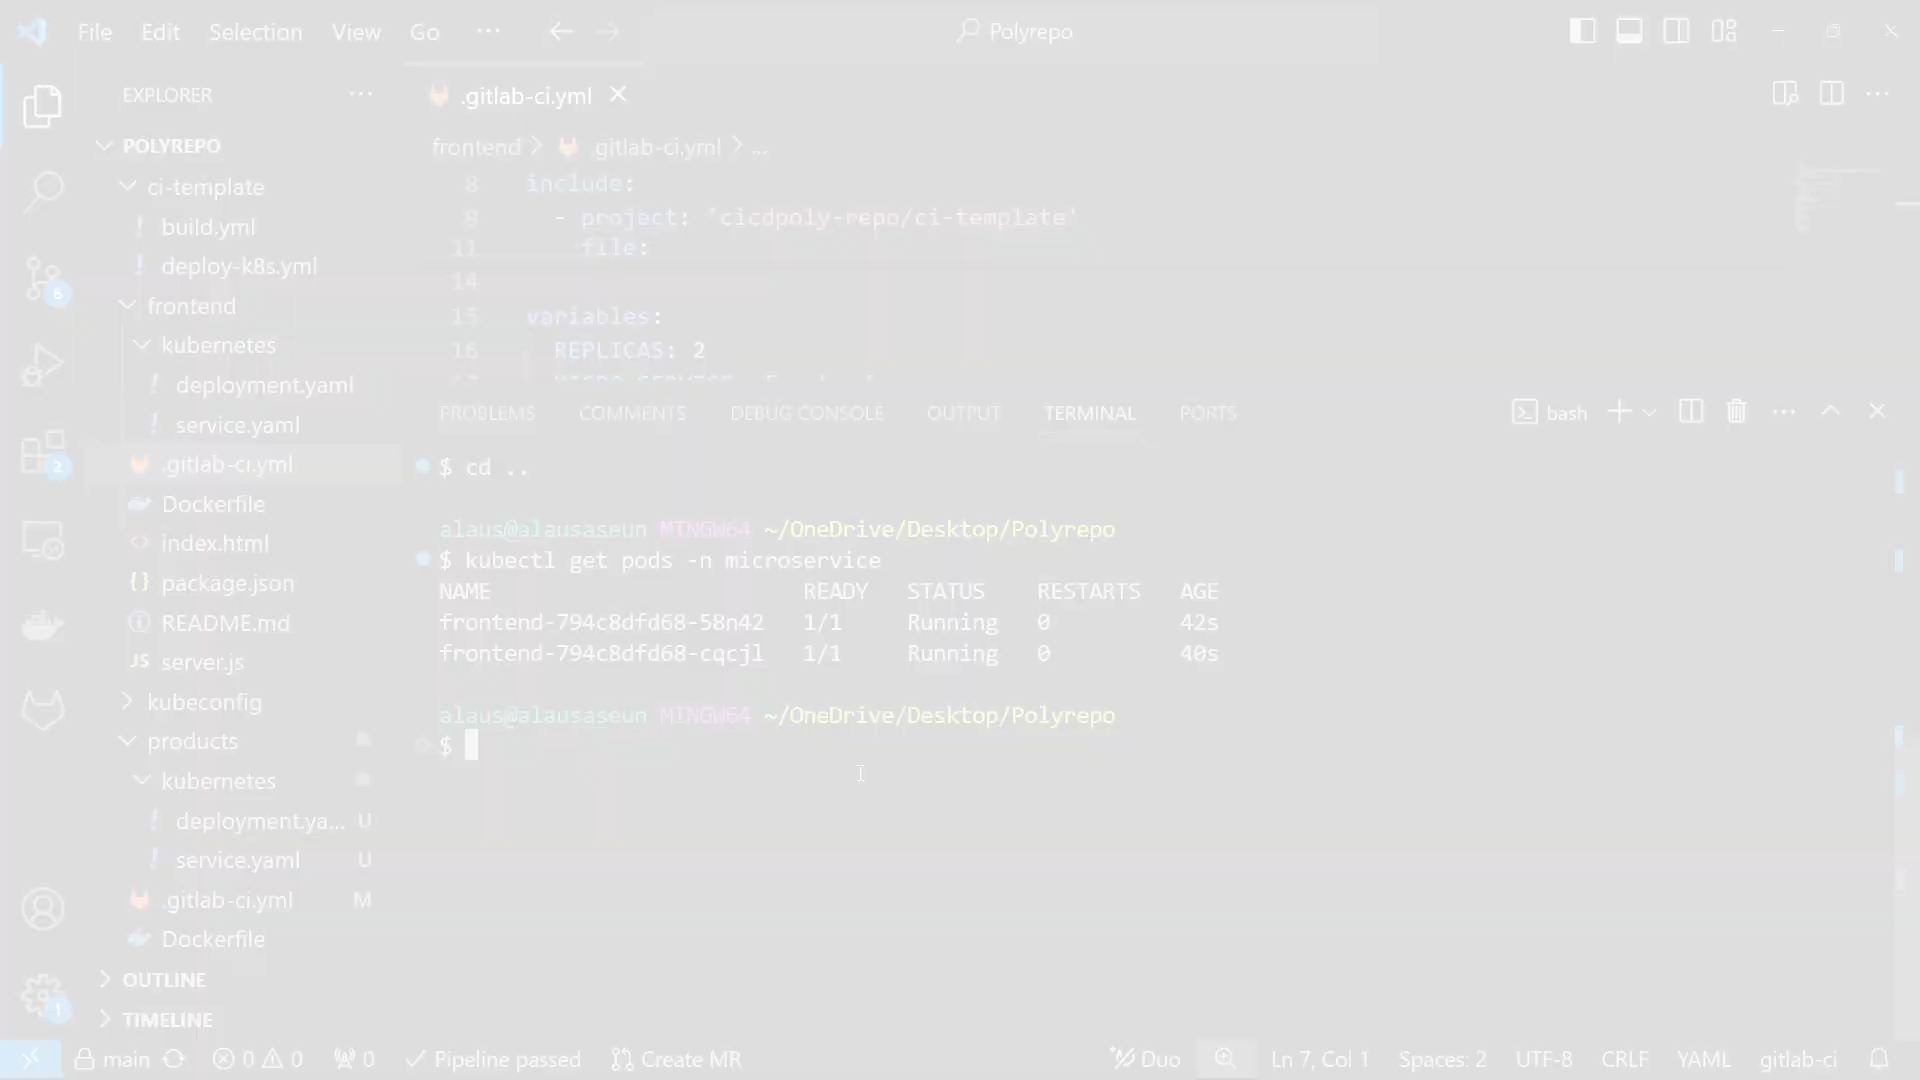 File Edit Selection View Go ··· Polyrepo
EXPLORER ···
POLYREPO
ci-template
build.yml
deploy-k8s.yml
frontend
kubernetes
deployment.yaml
service.yaml
.gitlab-ci.yml
Dockerfile
index.html
package.json
README.md
server.js
kubeconfig
products
kubernetes
deployment.ya... U
service.yaml U
.gitlab-ci.yml M
Dockerfile
OUTLINE
TIMELINE
.gitlab-ci.yml
frontend > .gitlab-ci.yml > ...
8 include:
9 - project: 'cicdpoly-repo/ci-template'
11 file:
14
15 variables:
16 REPLICAS: 2
PROBLEMS COMMENTS DEBUG CONSOLE OUTPUT TERMINAL PORTS bash
$ cd ..
alaus@alausaseun MINGW64 ~/OneDrive/Desktop/Polyrepo
$ kubectl get pods -n microservice
NAME READY STATUS RESTARTS AGE
frontend-794c8dfd68-58n42 1/1 Running 0 42s
frontend-794c8dfd68-cqcjl 1/1 Running 0 40s
alaus@alausaseun MINGW64 ~/OneDrive/Desktop/Polyrepo
$
6
2
1
main 0 0 0 Pipeline passed Create MR Duo Ln 7, Col 1 Spaces: 2 UTF-8 CRLF YAML gitlab-ci